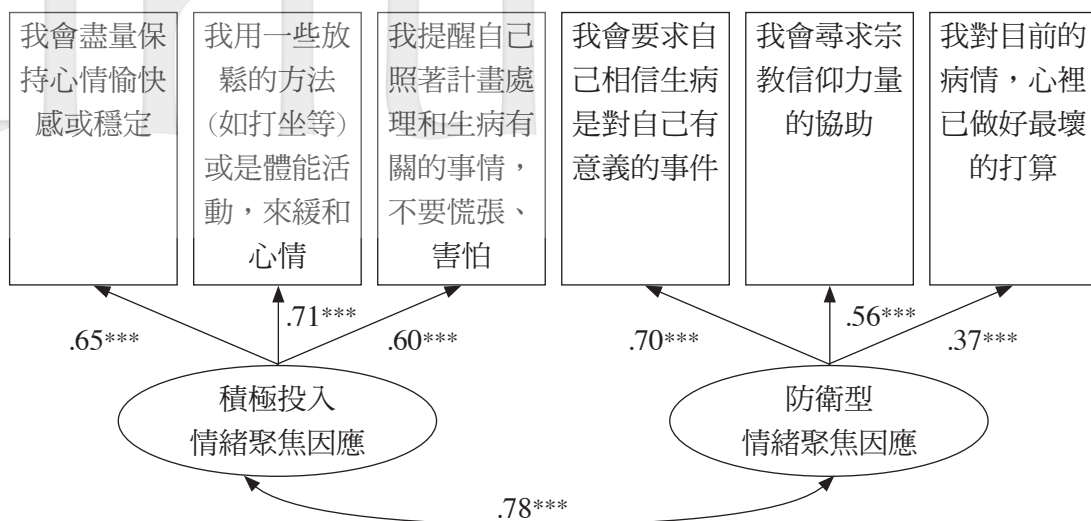 我會盡量保
持心情愉快
感或穩定
我用一些放
鬆的方法
（如打坐等）
或是體能活
動，來緩和
心情
我提醒自己
照著計畫處
理和生病有
關的事情，
不要慌張、
害怕
我會要求自
己相信生病
是對自己有
意義的事件
我會尋求宗
教信仰力量
的協助
我對目前的
病情，心裡
已做好最壞
的打算
.65***
.71***
.60***
.70***
.56***
.37***
積極投入
情緒聚焦因應
防衛型
情緒聚焦因應
.78***